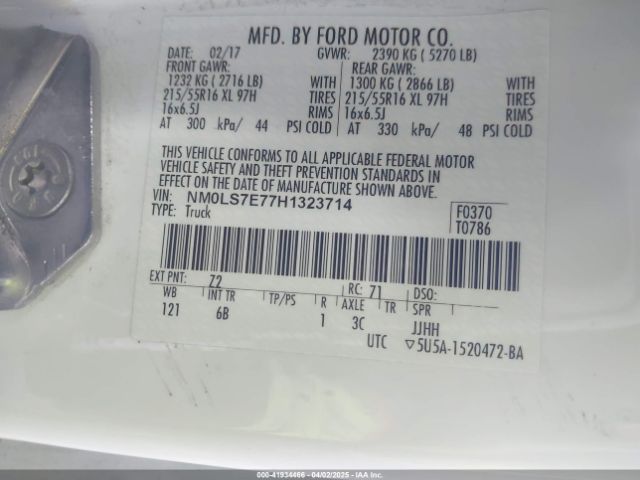 MFD. BY FORD MOTOR CO.
DATE: 02/17 GVWR: 2390 KG ( 5270 LB)
FRONT GAWR: REAR GAWR:
1232 KG ( 2716 LB) WITH 1300 KG ( 2866 LB) WITH
215/55R16 XL 97H TIRES 215/55R16 XL 97H TIRES
16x6.5J RIMS 16x6.5J RIMS
AT 300 kPa/ 44 PSI COLD AT 330 kPa/ 48 PSI COLD
THIS VEHICLE CONFORMS TO ALL APPLICABLE FEDERAL MOTOR
VEHICLE SAFETY AND THEFT PREVENTION STANDARDS IN
EFFECT ON THE DATE OF MANUFACTURE SHOWN ABOVE.
VIN: NM0LS7E77H1323714 F0370
TYPE: Truck T0786
EXT PNT: Z2 RC: 71 DSO:
WB INT TR TP/PS R AXLE TR SPR
121 6B 1 3C JJHH
UTC ▽5U5A-1520472-BA
000-41934466 - 04/02/2025 - IAAI.COM